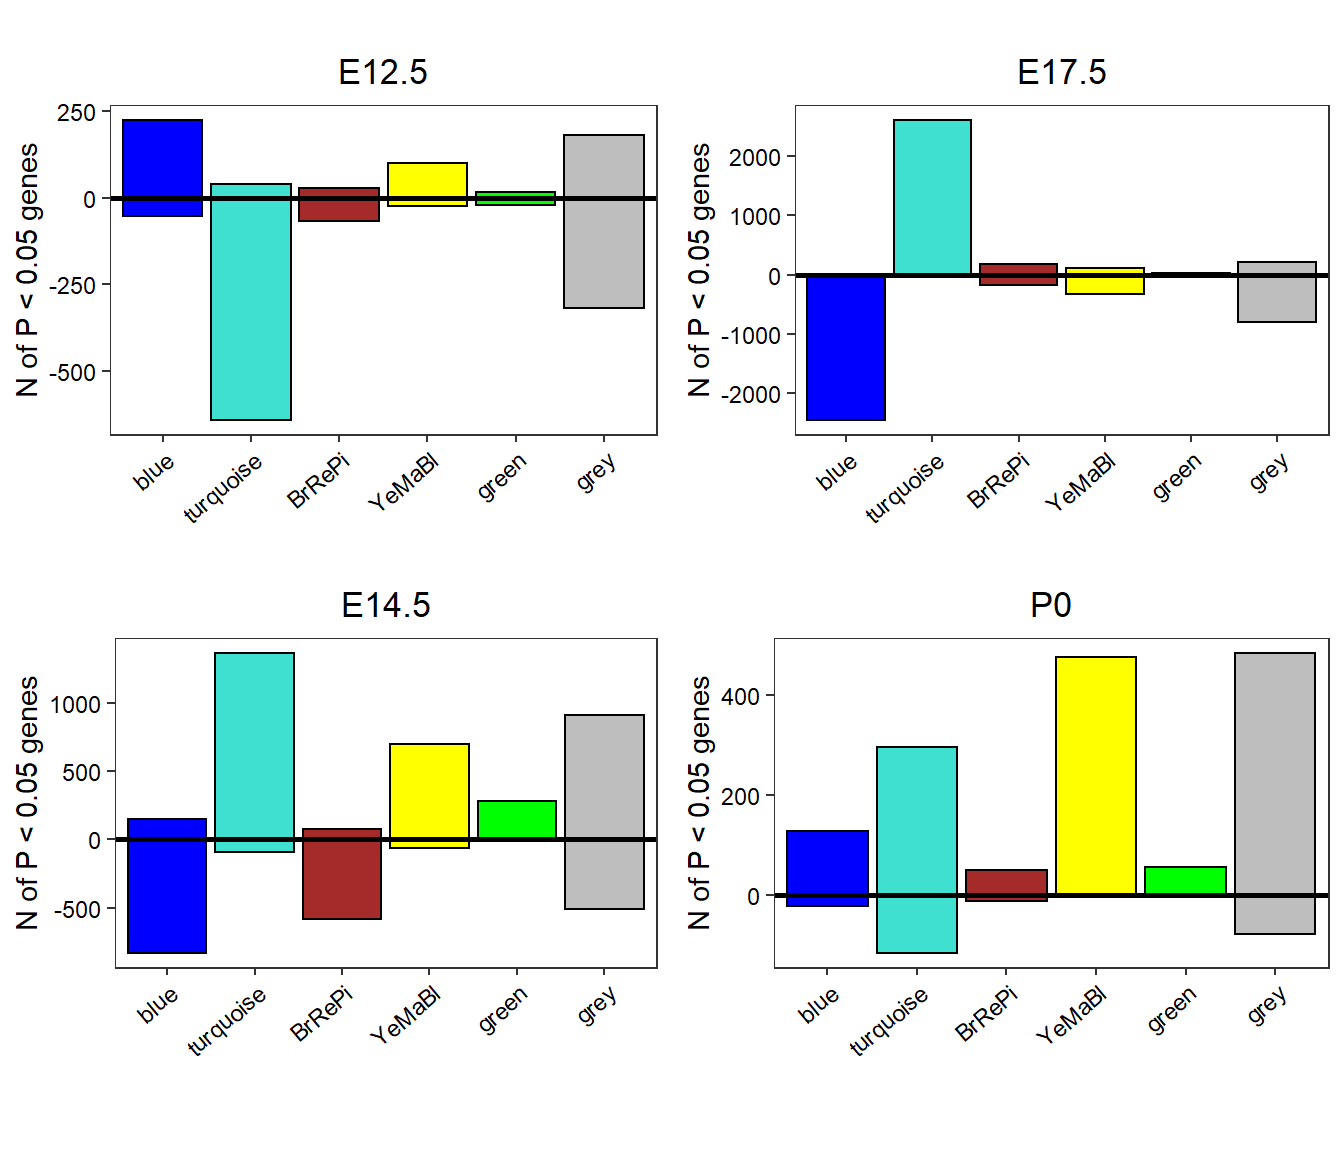 E12.5
N of P < 0.05 genes
250
0
-250
-500
blue
turquoise
BrRePi
YeMaBl
green
grey
E17.5
N of P < 0.05 genes
2000
1000
0
-1000
-2000
blue
turquoise
BrRePi
YeMaBl
green
grey
E14.5
N of P < 0.05 genes
1000
500
0
-500
blue
turquoise
BrRePi
YeMaBl
green
grey
P0
N of P < 0.05 genes
400
200
0
blue
turquoise
BrRePi
YeMaBl
green
grey